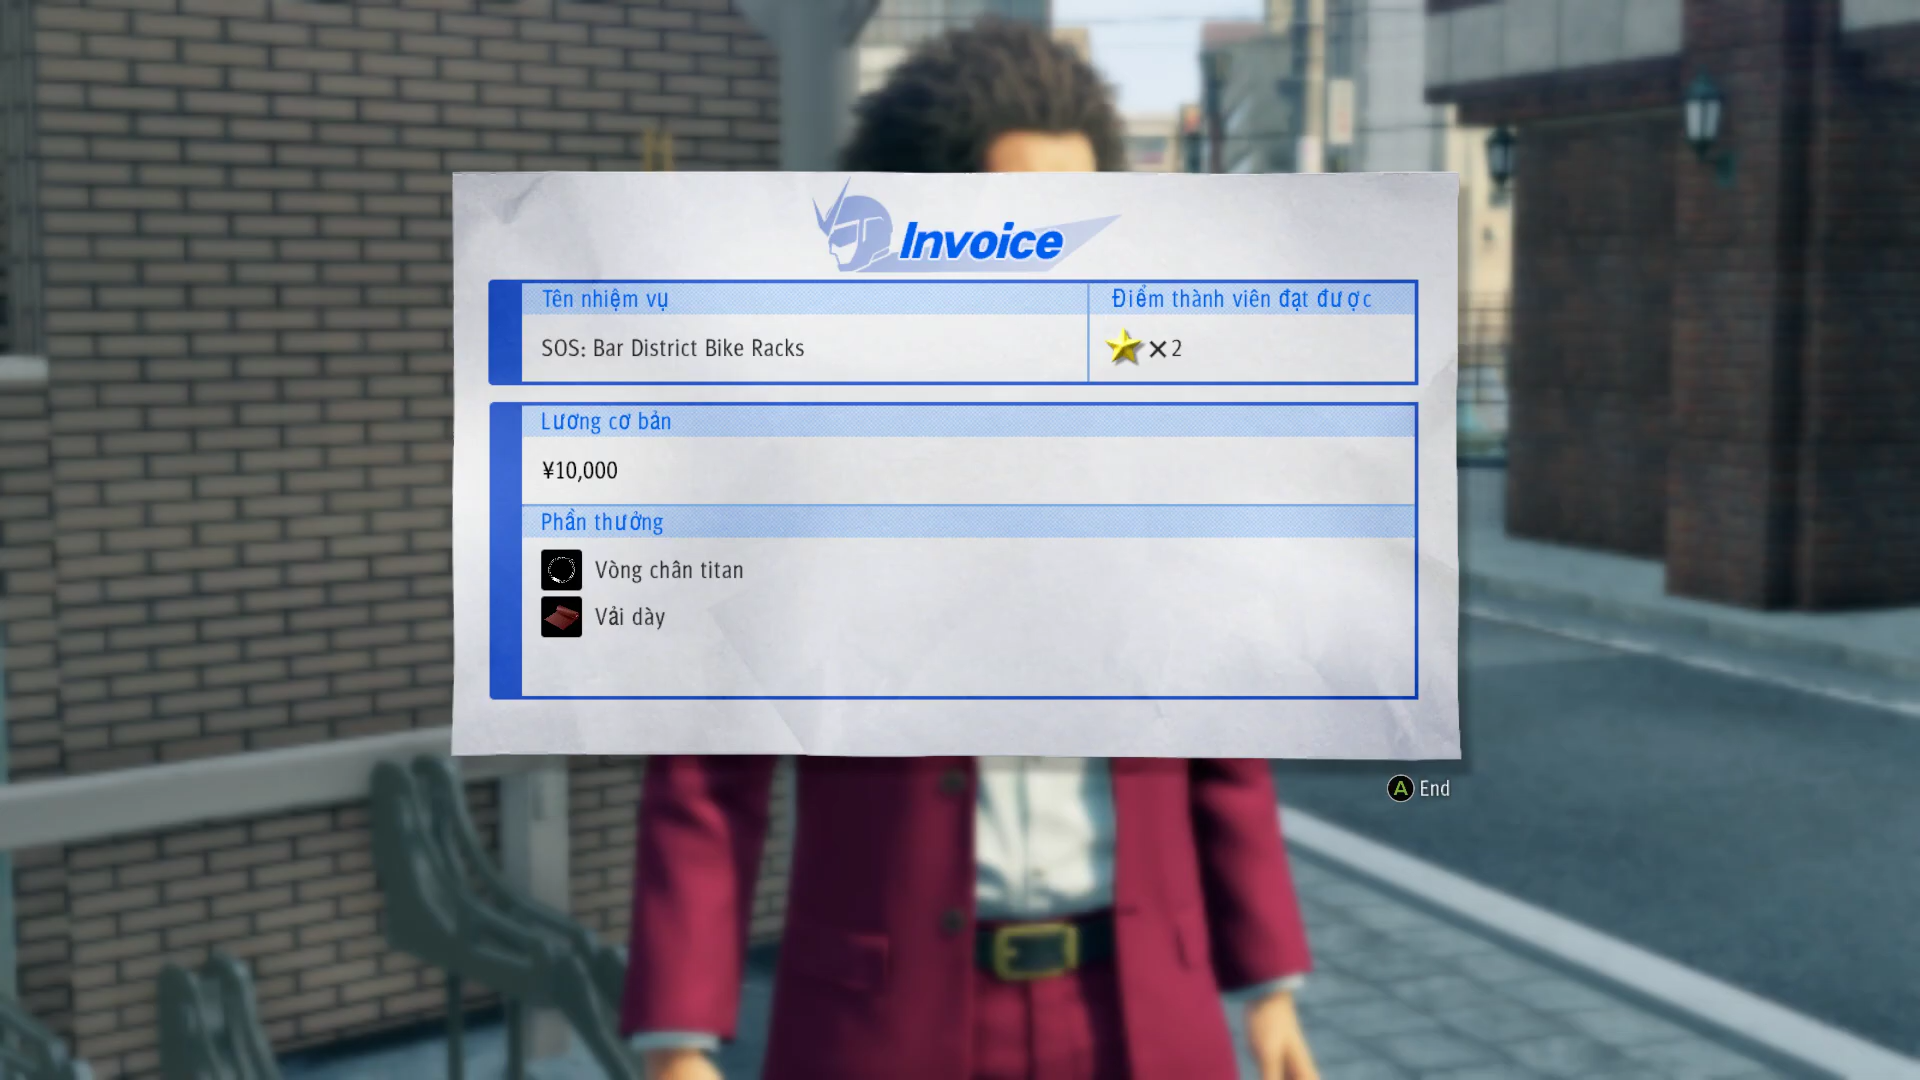 Invoice
Tên nhiệm vụ
Điểm thành viên đạt được
SOS: Bar District Bike Racks
×2
Lương cơ bản
¥10,000
Phần thưởng
Vòng chân titan
Vải dày
A End